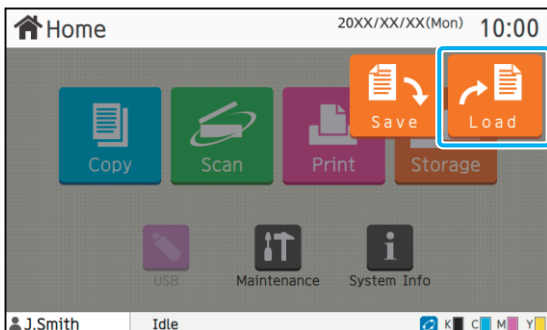 Home 20XX/XX/XX(Mon) 10:00
Save Load
Copy Scan Print Storage
USB Maintenance System Info
J.Smith Idle K C M Y